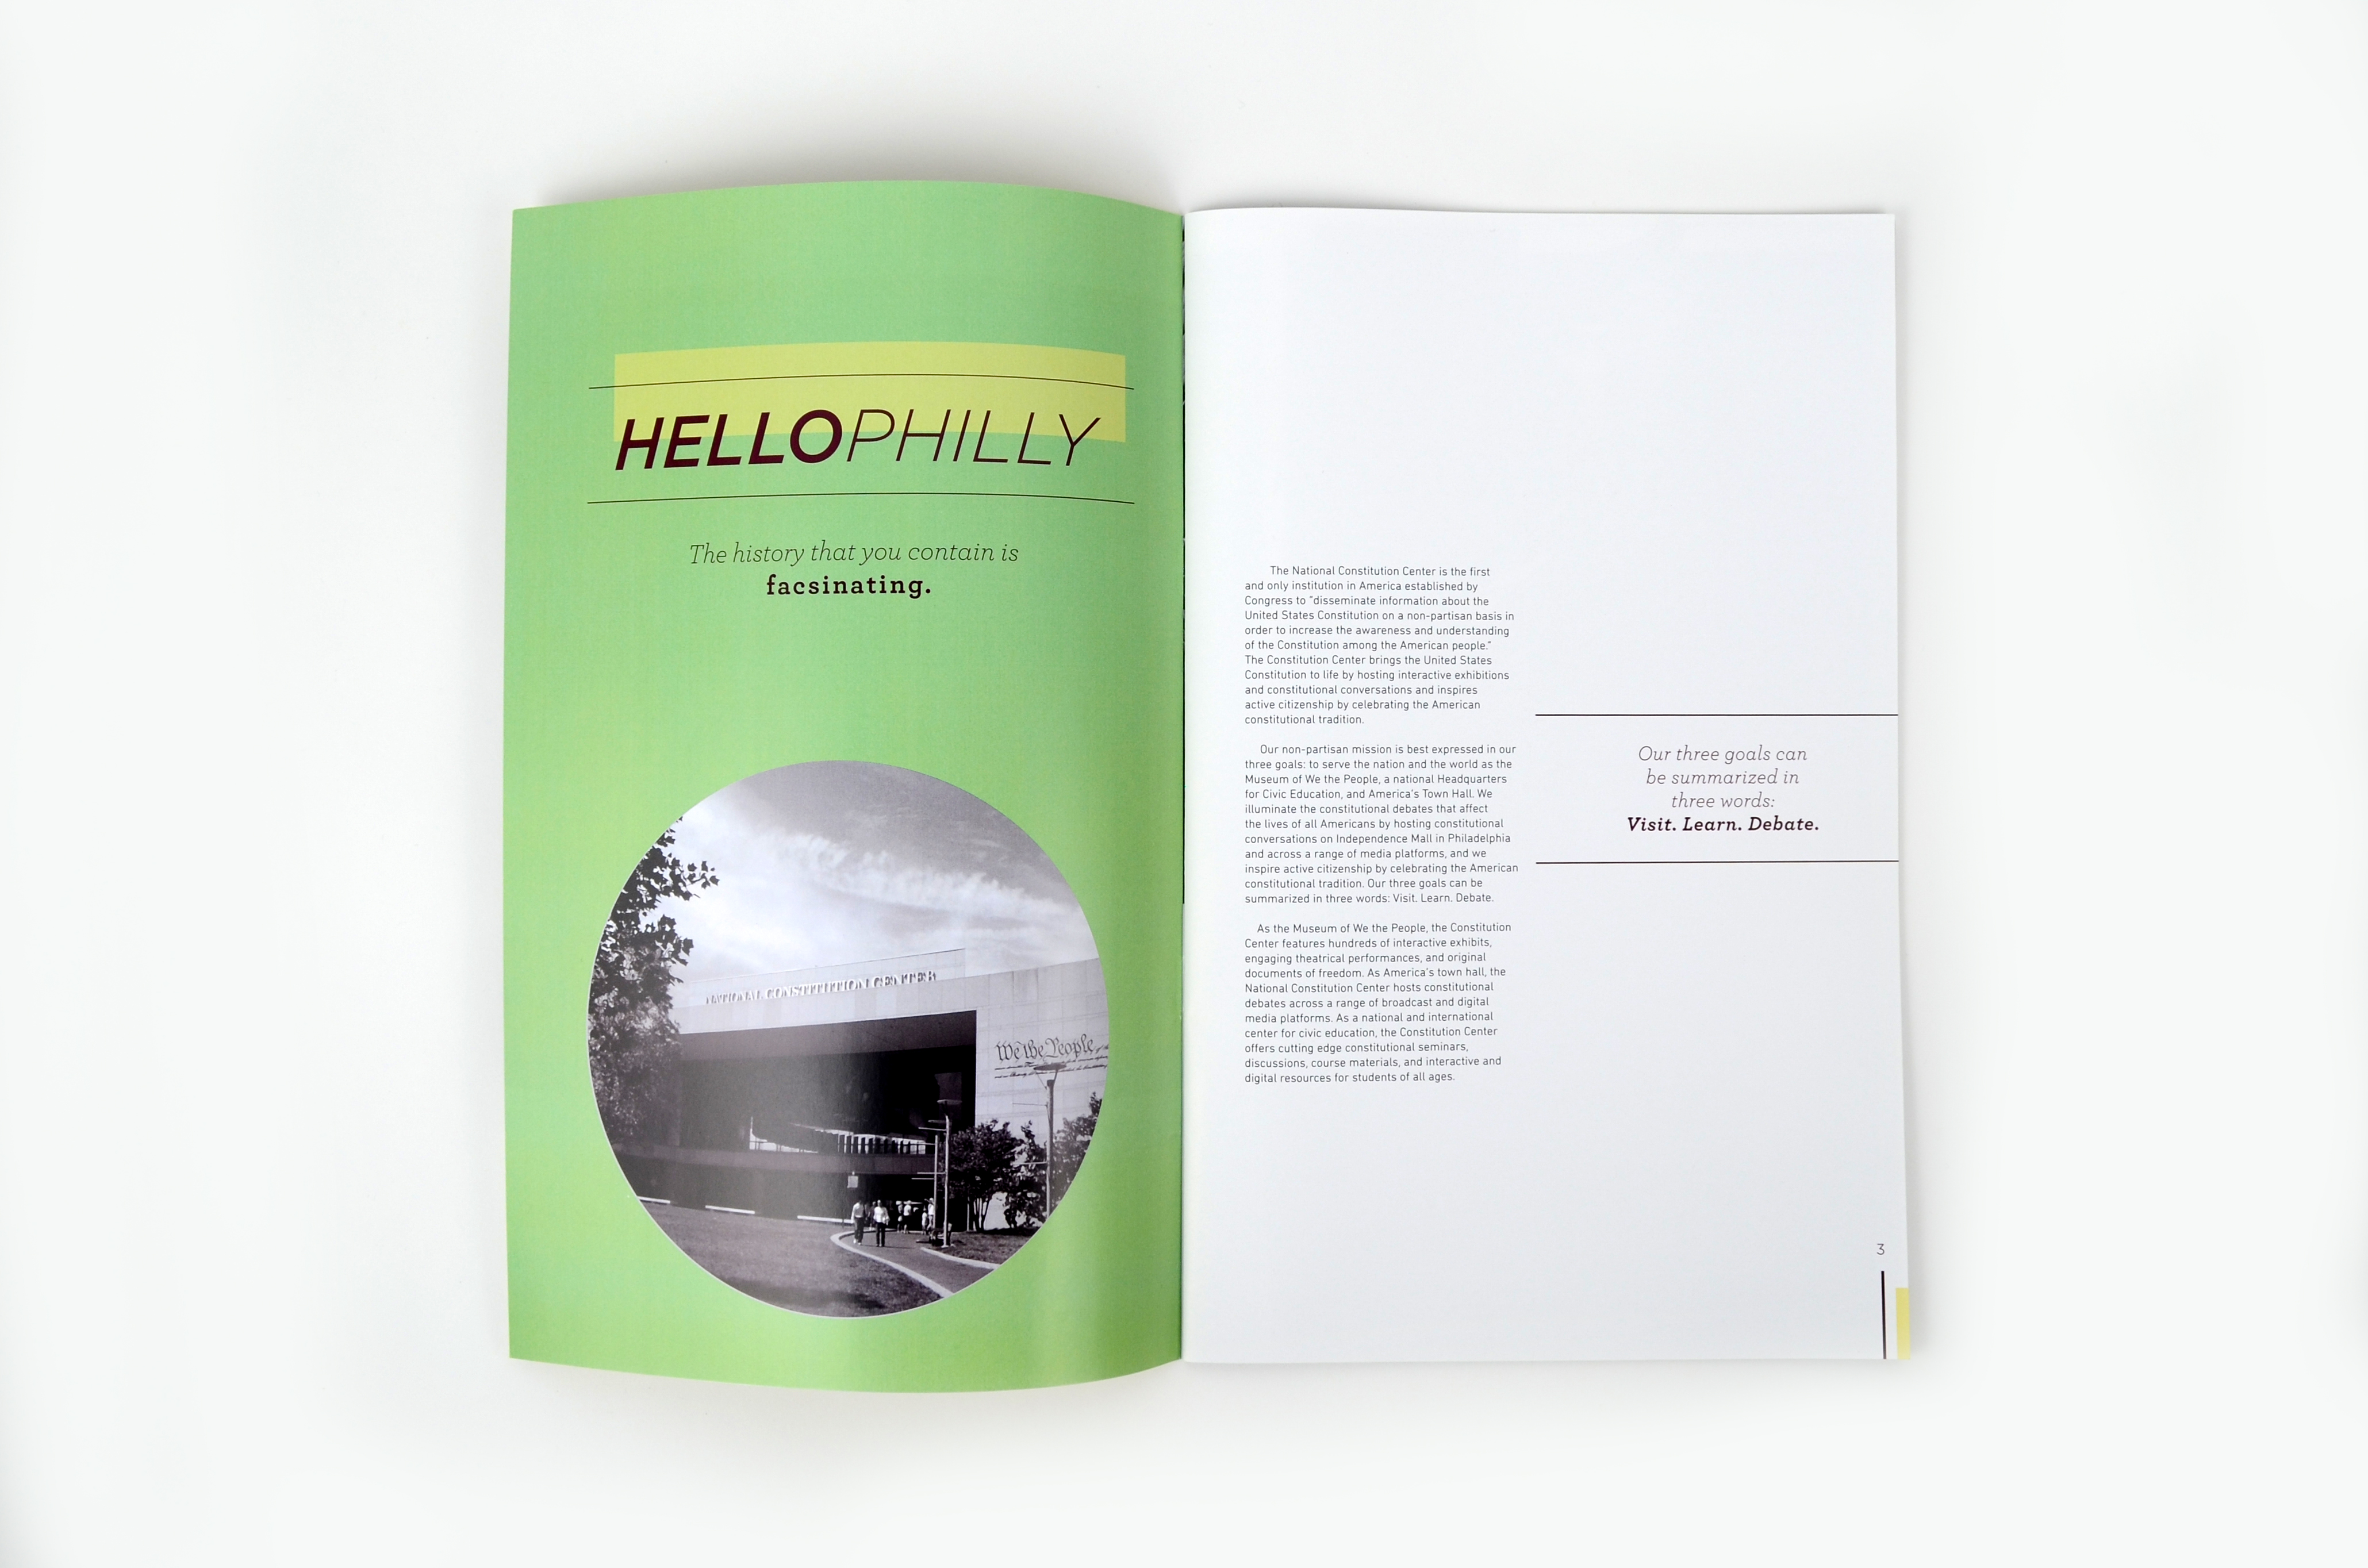 HELLOPHILLY
The history that you contain is
facsinating.
NATIONAL CONSTITUTION CENTER
We the People
The National Constitution Center is the first
and only institution in America established by
Congress to “disseminate information about the
United States Constitution on a non-partisan basis in
order to increase the awareness and understanding
of the Constitution among the American people.”
The Constitution Center brings the United States
Constitution to life by hosting interactive exhibitions
and constitutional conversations and inspires
active citizenship by celebrating the American
constitutional tradition.
Our non-partisan mission is best expressed in our
three goals: to serve the nation and the world as the
Museum of We the People, a national Headquarters
for Civic Education, and America's Town Hall. We
illuminate the constitutional debates that affect
the lives of all Americans by hosting constitutional
conversations on Independence Mall in Philadelphia
and across a range of media platforms, and we
inspire active citizenship by celebrating the American
constitutional tradition. Our three goals can be
summarized in three words: Visit. Learn. Debate.
As the Museum of We the People, the Constitution
Center features hundreds of interactive exhibits,
engaging theatrical performances, and original
documents of freedom. As America's town hall, the
National Constitution Center hosts constitutional
debates across a range of broadcast and digital
media platforms. As a national and international
center for civic education, the Constitution Center
offers cutting edge constitutional seminars,
discussions, course materials, and interactive and
digital resources for students of all ages.
Our three goals can
be summarized in
three words:
Visit. Learn. Debate.
3